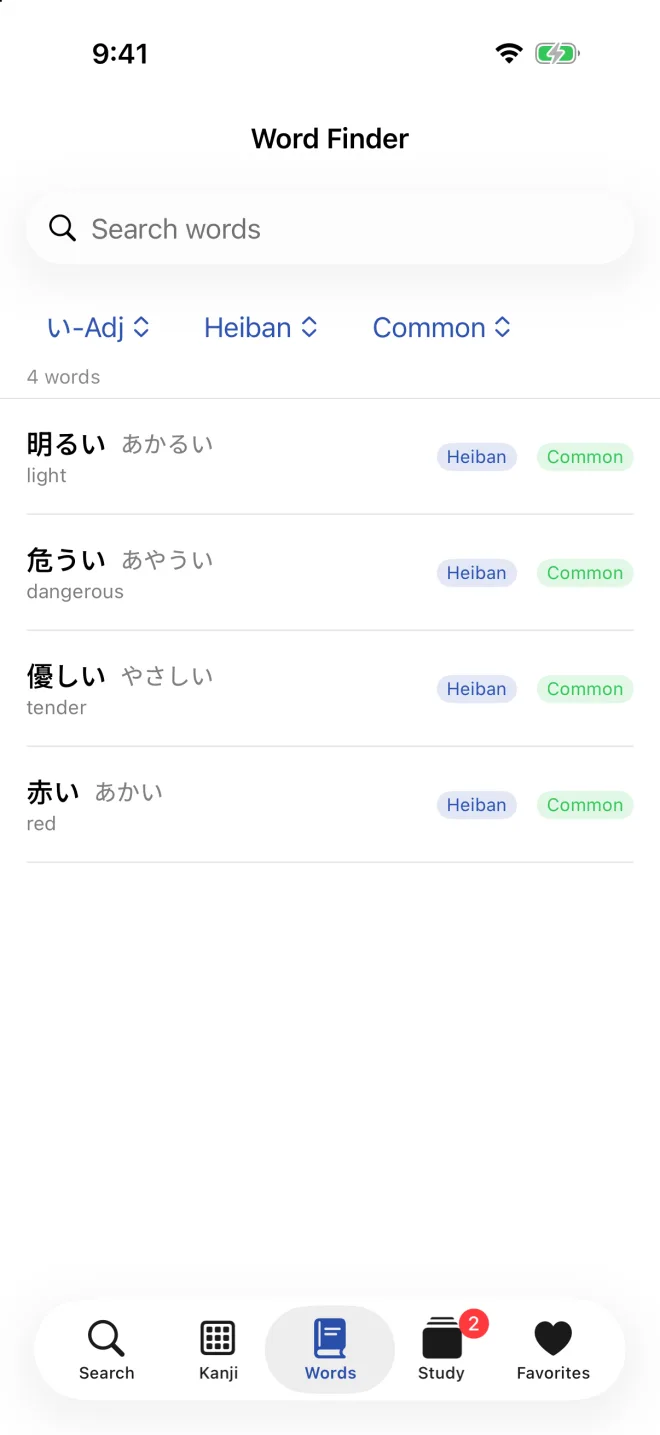 9:41
Word Finder
Search words
い-Adj Heiban Common
4 words
明るい あかるい Heiban Common
light
危うい あやうい Heiban Common
dangerous
優しい やさしい Heiban Common
tender
赤い あかい Heiban Common
red
2
Search Kanji Words Study Favorites